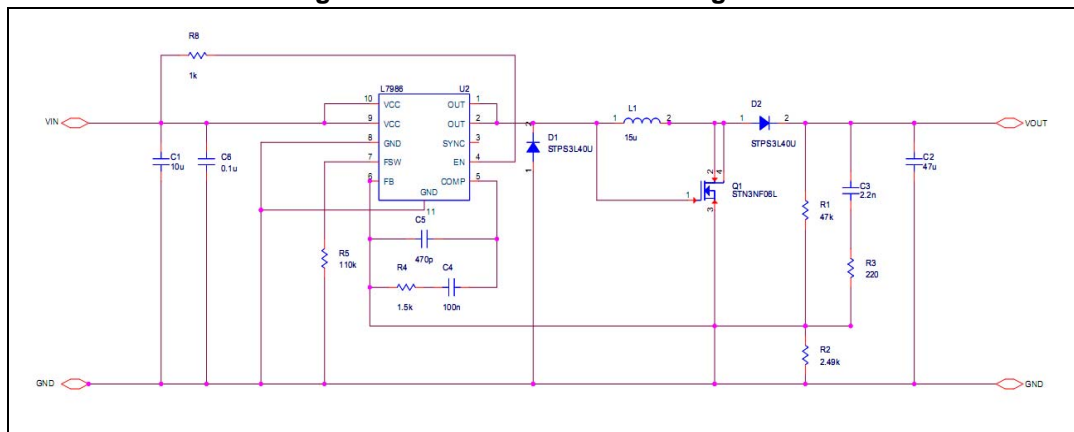 R8
1k
L7986 U2
10 VCC OUT 1
9 VCC OUT 2
8 GND SYNC 3
7 FSW EN 4
6 FB COMP 5
GND
11
VIN
C1
10u
C6
0.1u
R5
110k
C5
470p
R4
1.5k
C4
100n
2
D1
STPS3L40U
1
L1
1 2
15u
2
4
1
Q1
STN3NF06L
3
D2
1 2
STPS3L40U
VOUT
R1
47k
C3
2.2n
C2
47u
R3
220
R2
2.49k
GND
GND